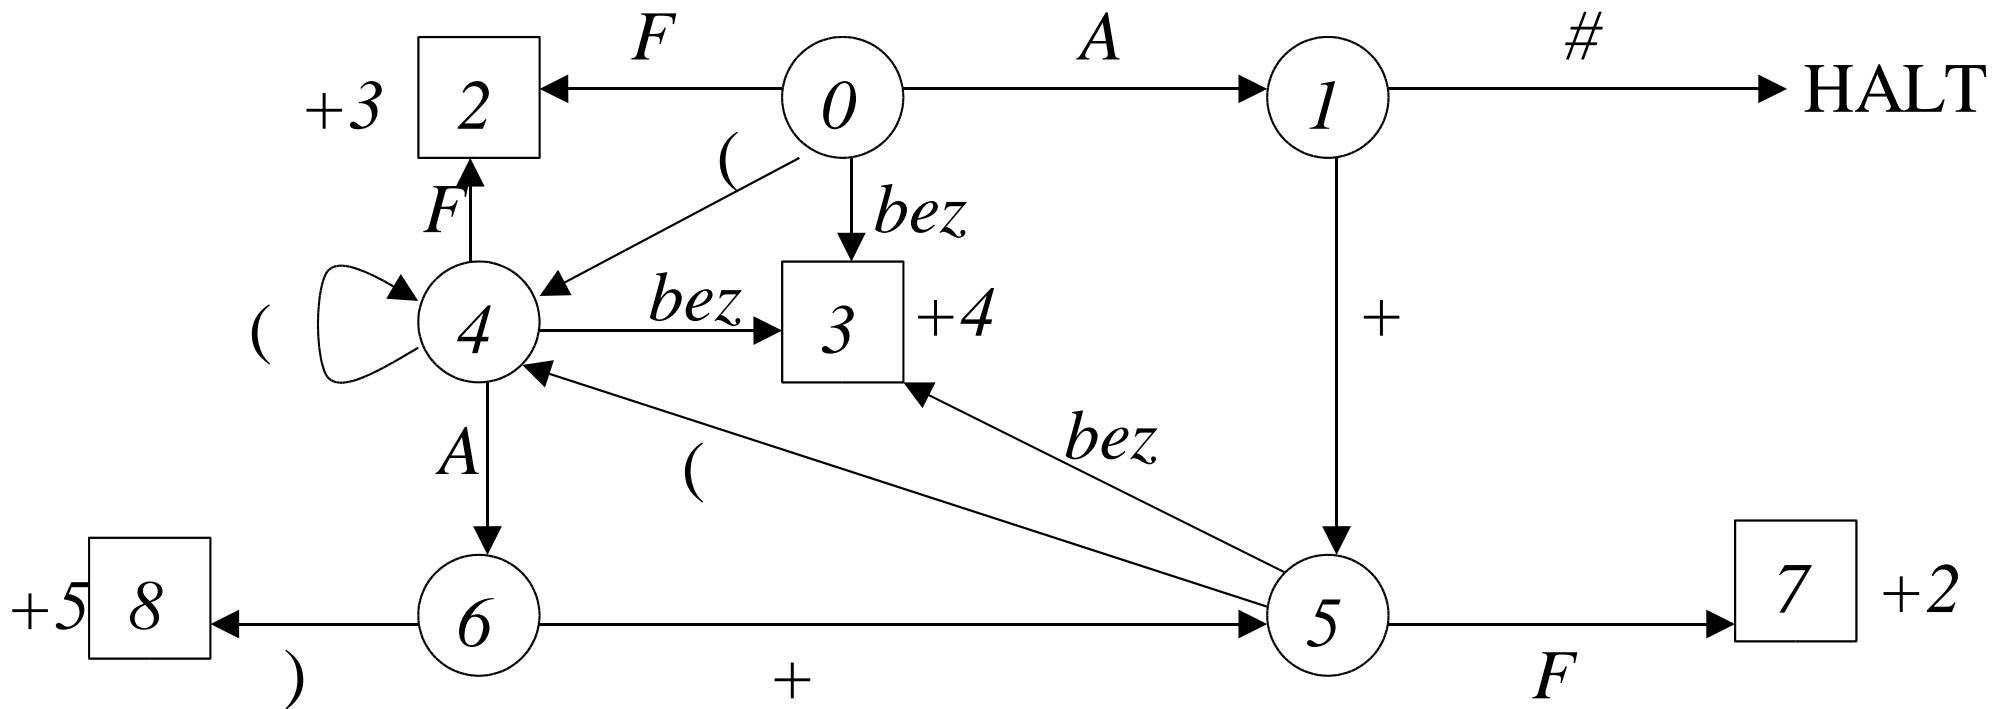 F A #
+3 2 0 1 HALT
(
F bez
( 4 bez 3 +4 +
bez
A (
+5 8 6 5 7 +2
) + F